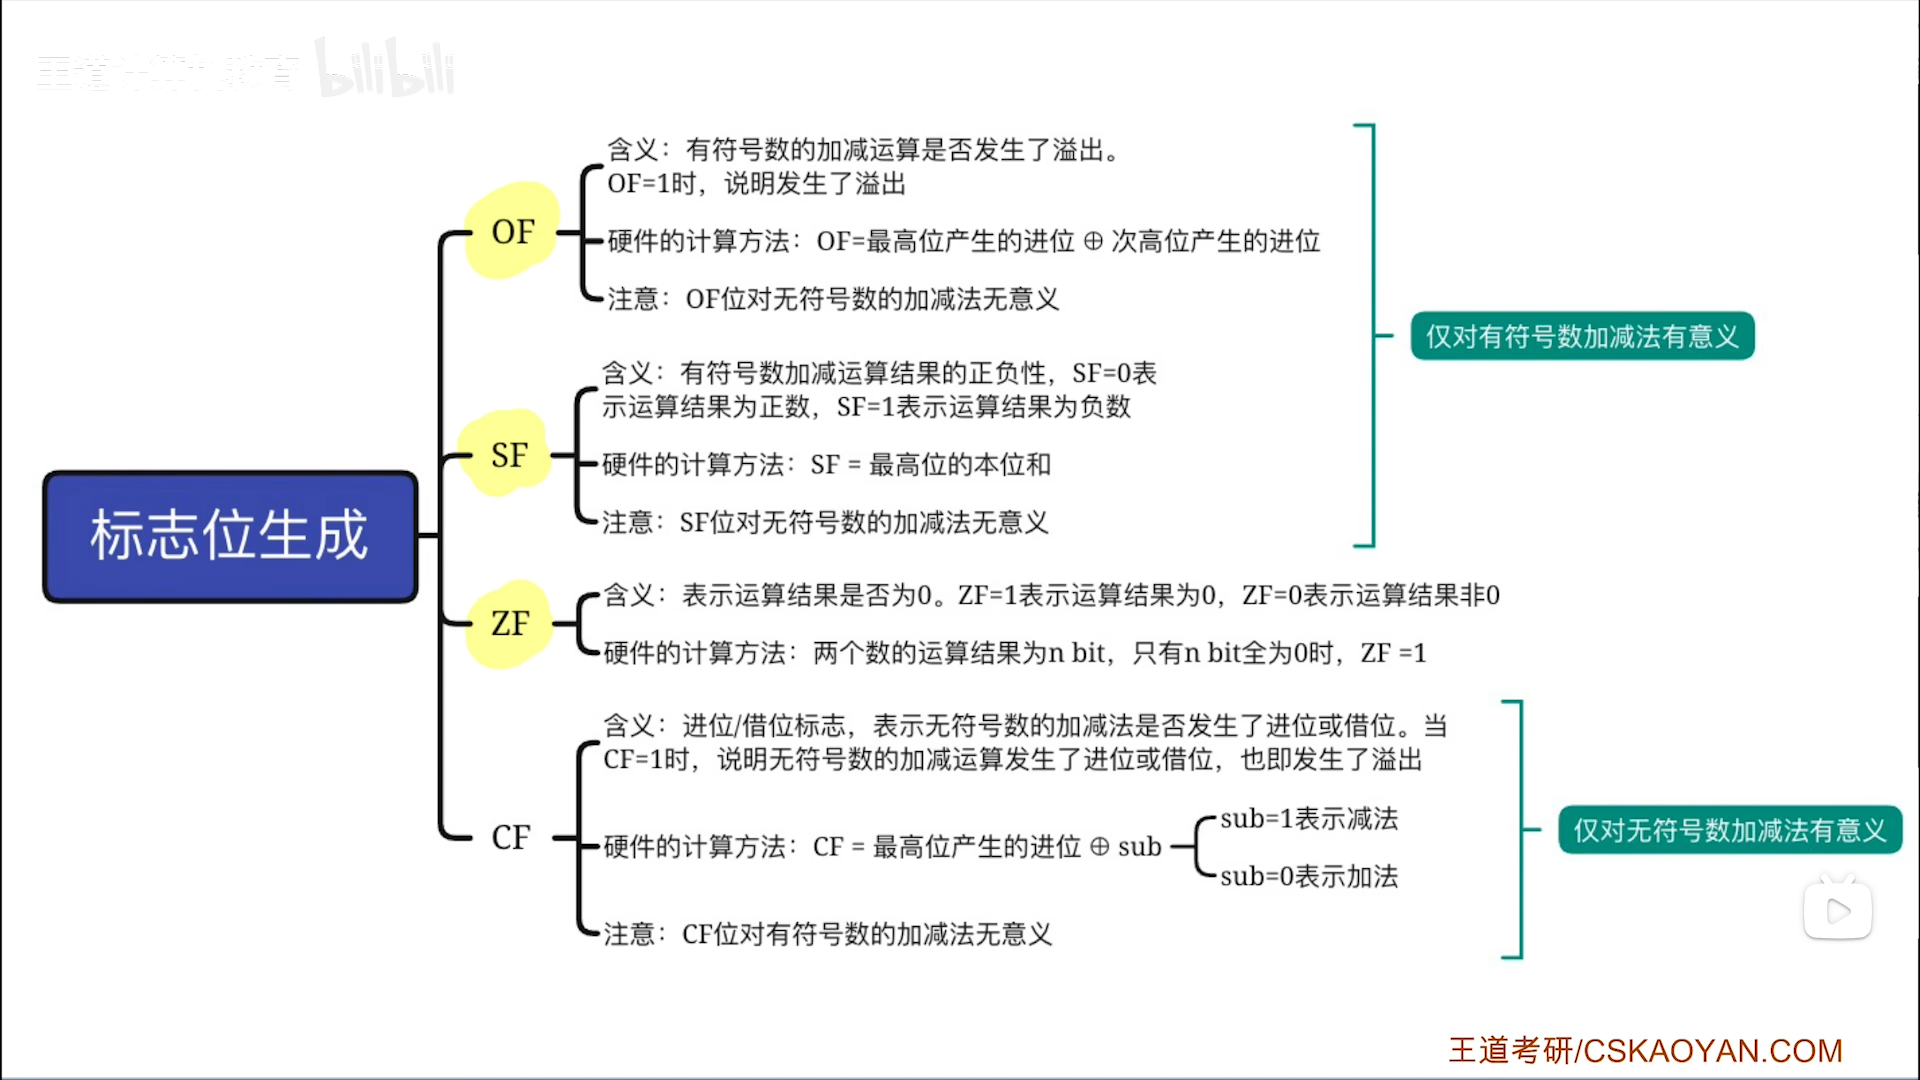 王道计算机教育 bilibili
含义：有符号数的加减运算是否发生了溢出。
OF=1时，说明发生了溢出
OF
硬件的计算方法：OF=最高位产生的进位 ⊕ 次高位产生的进位
注意：OF位对无符号数的加减法无意义
仅对有符号数加减法有意义
含义：有符号数加减运算结果的正负性，SF=0表
示运算结果为正数，SF=1表示运算结果为负数
SF
硬件的计算方法：SF = 最高位的本位和
注意：SF位对无符号数的加减法无意义
标志位生成
含义：表示运算结果是否为0。ZF=1表示运算结果为0，ZF=0表示运算结果非0
ZF
硬件的计算方法：两个数的运算结果为n bit，只有n bit全为0时，ZF =1
含义：进位/借位标志，表示无符号数的加减法是否发生了进位或借位。当
CF=1时，说明无符号数的加减运算发生了进位或借位，也即发生了溢出
CF
硬件的计算方法：CF = 最高位产生的进位 ⊕ sub
sub=1表示减法
sub=0表示加法
仅对无符号数加减法有意义
注意：CF位对有符号数的加减法无意义
王道考研/CSKAOYAN.COM